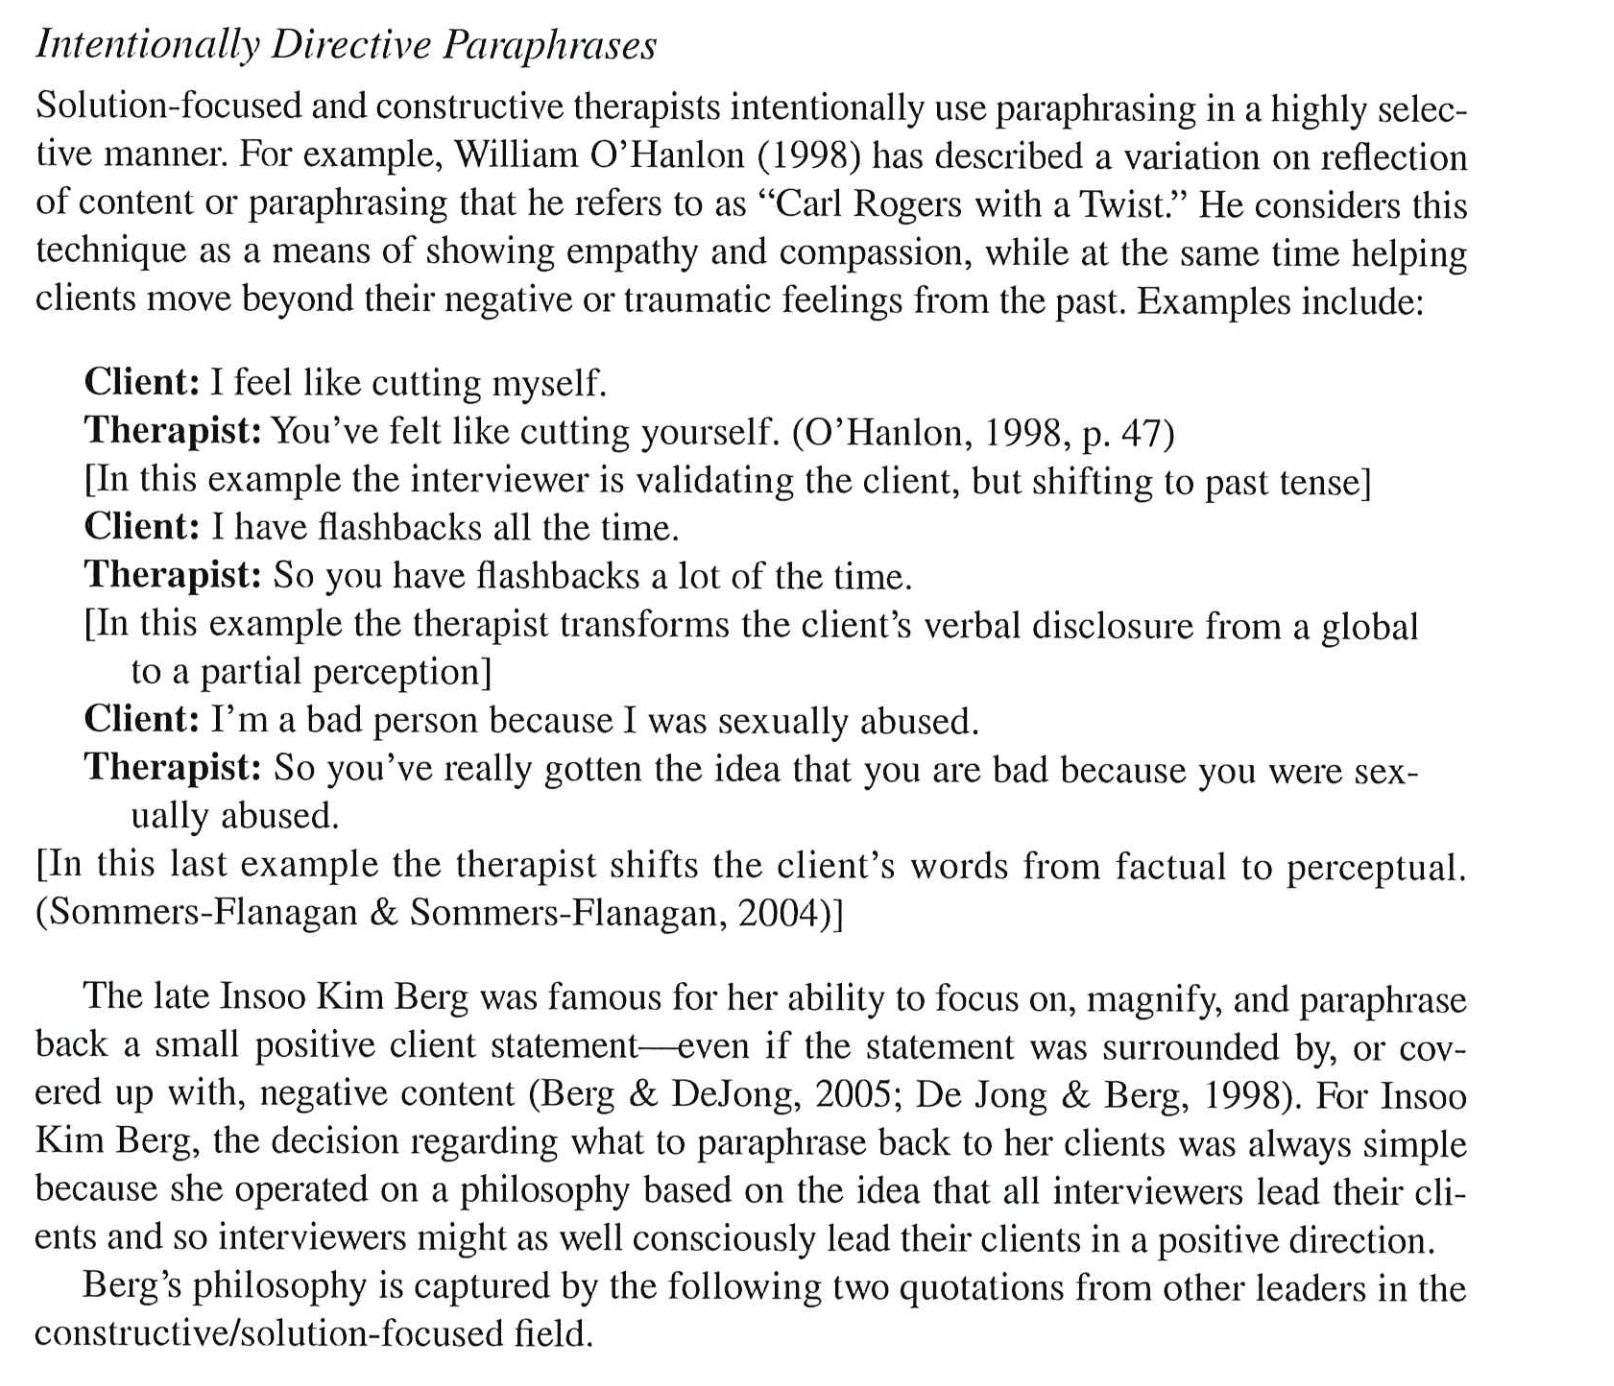 Intentionally Directive Paraphrases
Solution-focused and constructive therapists intentionally use paraphrasing in a highly selec-
tive manner. For example, William O’Hanlon (1998) has described a variation on reflection
of content or paraphrasing that he refers to as “Carl Rogers with a Twist.” He considers this
technique as a means of showing empathy and compassion, while at the same time helping
clients move beyond their negative or traumatic feelings from the past. Examples include:
Client: I feel like cutting myself.
Therapist: You’ve felt like cutting yourself. (O’Hanlon, 1998, p. 47)
[In this example the interviewer is validating the client, but shifting to past tense]
Client: I have flashbacks all the time.
Therapist: So you have flashbacks a lot of the time.
[In this example the therapist transforms the client’s verbal disclosure from a global
to a partial perception]
Client: I’m a bad person because I was sexually abused.
Therapist: So you’ve really gotten the idea that you are bad because you were sex-
ually abused.
[In this last example the therapist shifts the client’s words from factual to perceptual.
(Sommers-Flanagan & Sommers-Flanagan, 2004)]
The late Insoo Kim Berg was famous for her ability to focus on, magnify, and paraphrase
back a small positive client statement—even if the statement was surrounded by, or cov-
ered up with, negative content (Berg & DeJong, 2005; De Jong & Berg, 1998). For Insoo
Kim Berg, the decision regarding what to paraphrase back to her clients was always simple
because she operated on a philosophy based on the idea that all interviewers lead their cli-
ents and so interviewers might as well consciously lead their clients in a positive direction.
Berg’s philosophy is captured by the following two quotations from other leaders in the
constructive/solution-focused field.